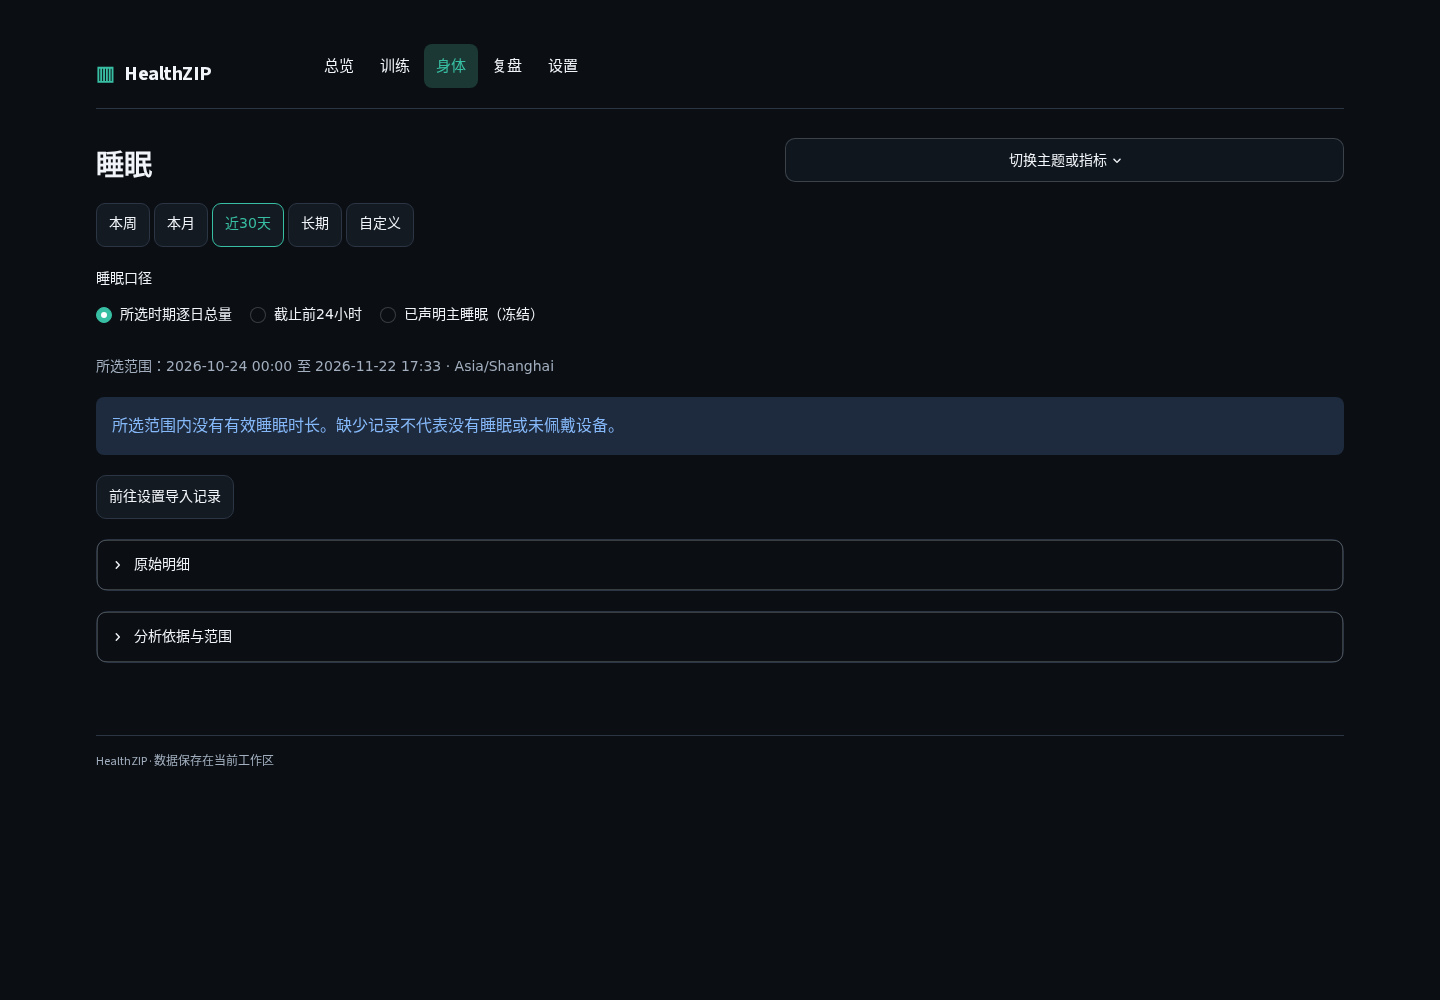 HealthZIP
总览 训练 身体 复盘 设置
睡眠
切换主题或指标
本周 本月 近30天 长期 自定义
睡眠口径
所选时期逐日总量 截止前24小时 已声明主睡眠（冻结）
所选范围：2026-10-24 00:00 至 2026-11-22 17:33 · Asia/Shanghai
所选范围内没有有效睡眠时长。缺少记录不代表没有睡眠或未佩戴设备。
前往设置导入记录
原始明细
分析依据与范围
HealthZIP · 数据保存在当前工作区